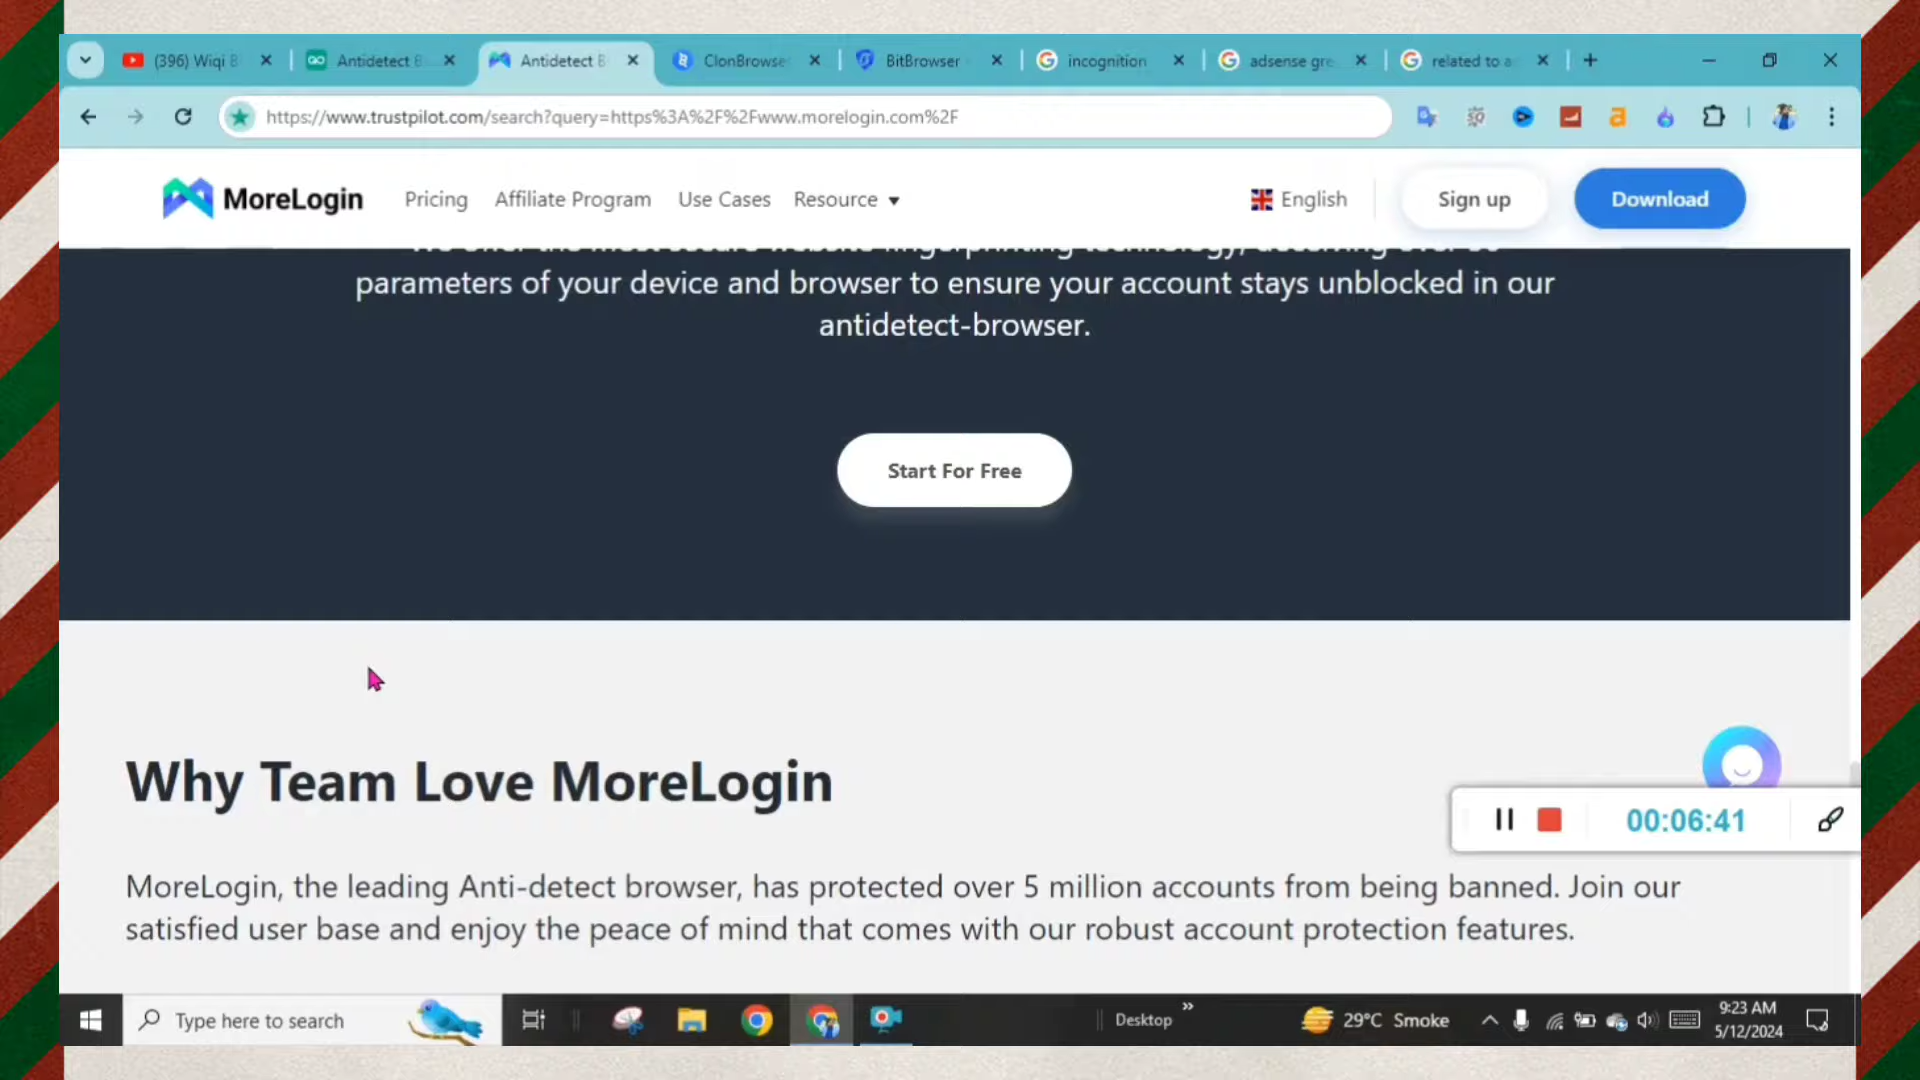 (396) Wiqi B
Antidetect B
Antidetect B
ClonBrowse
BitBrowser
incognition
adsense gre
related to a
https://www.trustpilot.com/search?query=https%3A%2F%2Fwww.morelogin.com%2F
MoreLogin
Pricing
Affiliate Program
Use Cases
Resource
English
Sign up
Download
parameters of your device and browser to ensure your account stays unblocked in our
antidetect-browser.
Start For Free
Why Team Love MoreLogin
00:06:41
MoreLogin, the leading Anti-detect browser, has protected over 5 million accounts from being banned. Join our
satisfied user base and enjoy the peace of mind that comes with our robust account protection features.
Type here to search
Desktop
29°C Smoke
9:23 AM
5/12/2024